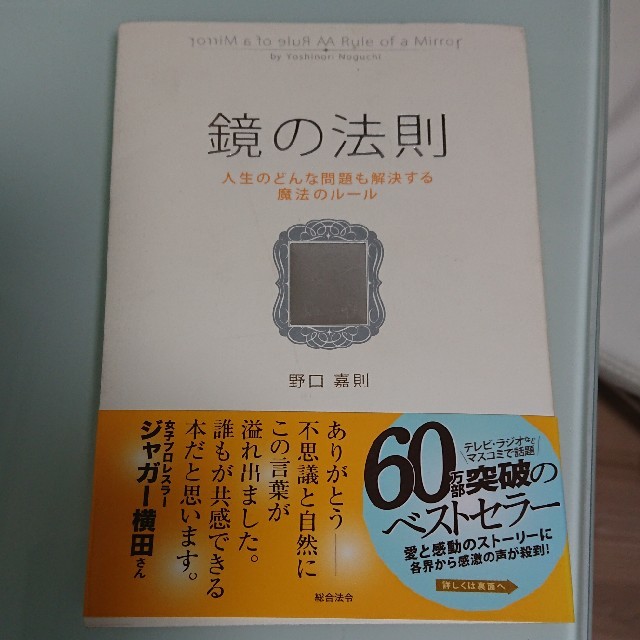 A Rule of a Mirror A Rule of a Mirror
by Yoshinori Noguchi
鏡の法則
人生のどんな問題も解決する
魔法のルール
野口 嘉則
ありがとう――
不思議と自然に
この言葉が
溢れ出ました。
誰もが共感できる
本だと思います。
女子プロレスラー
ジャガー横田さん
テレビ・ラジオなど
マスコミで話題
60万部突破の
ベストセラー
愛と感動のストーリーに
各界から感激の声が殺到!
詳しくは裏面へ
総合法令